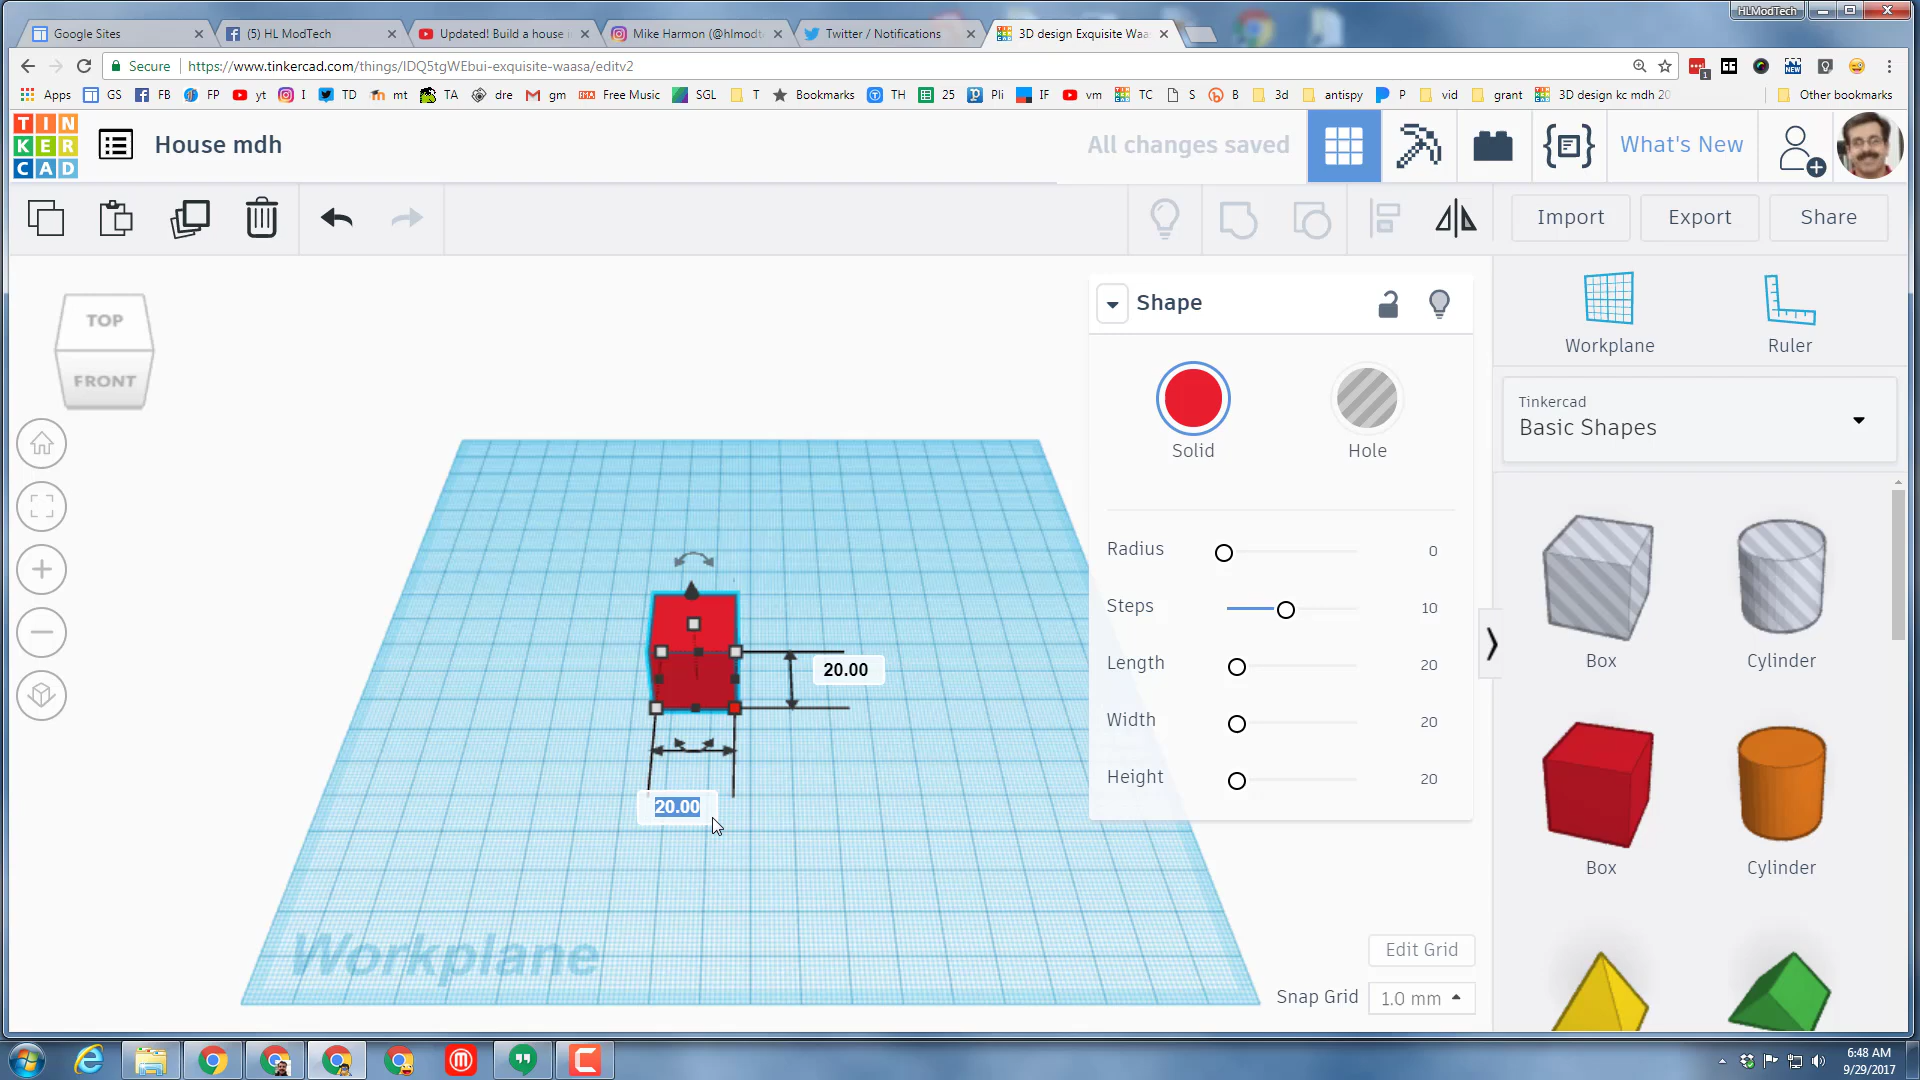 HLModTech
Google Sites
(5) HL ModTech
Updated! Build a house i
Mike Harmon (@hlmodt
Twitter / Notifications
3D design Exquisite Waa
Secure
https://www.tinkercad.com/things/IDQ5tgWEbui-exquisite-waasa/editv2
1
NEW
Apps
GS
FB
FP
yt
I
TD
mt
TA
dre
gm
Free Music
SGL
T
Bookmarks
TH
25
Pli
IF
vm
TC
S
B
3d
antispy
P
vid
grant
3D design kc mdh 20
Other bookmarks
TIN
KER
CAD
House mdh
All changes saved
What's New
Import
Export
Share
TOP
FRONT
Shape
Solid
Hole
Radius
0
Steps
10
Length
20
Width
20
Height
20
20.00
20.00
Workplane
Edit Grid
Snap Grid
1.0 mm
Workplane
Ruler
Tinkercad
Basic Shapes
Box
Cylinder
Box
Cylinder
6:48 AM
9/29/2017